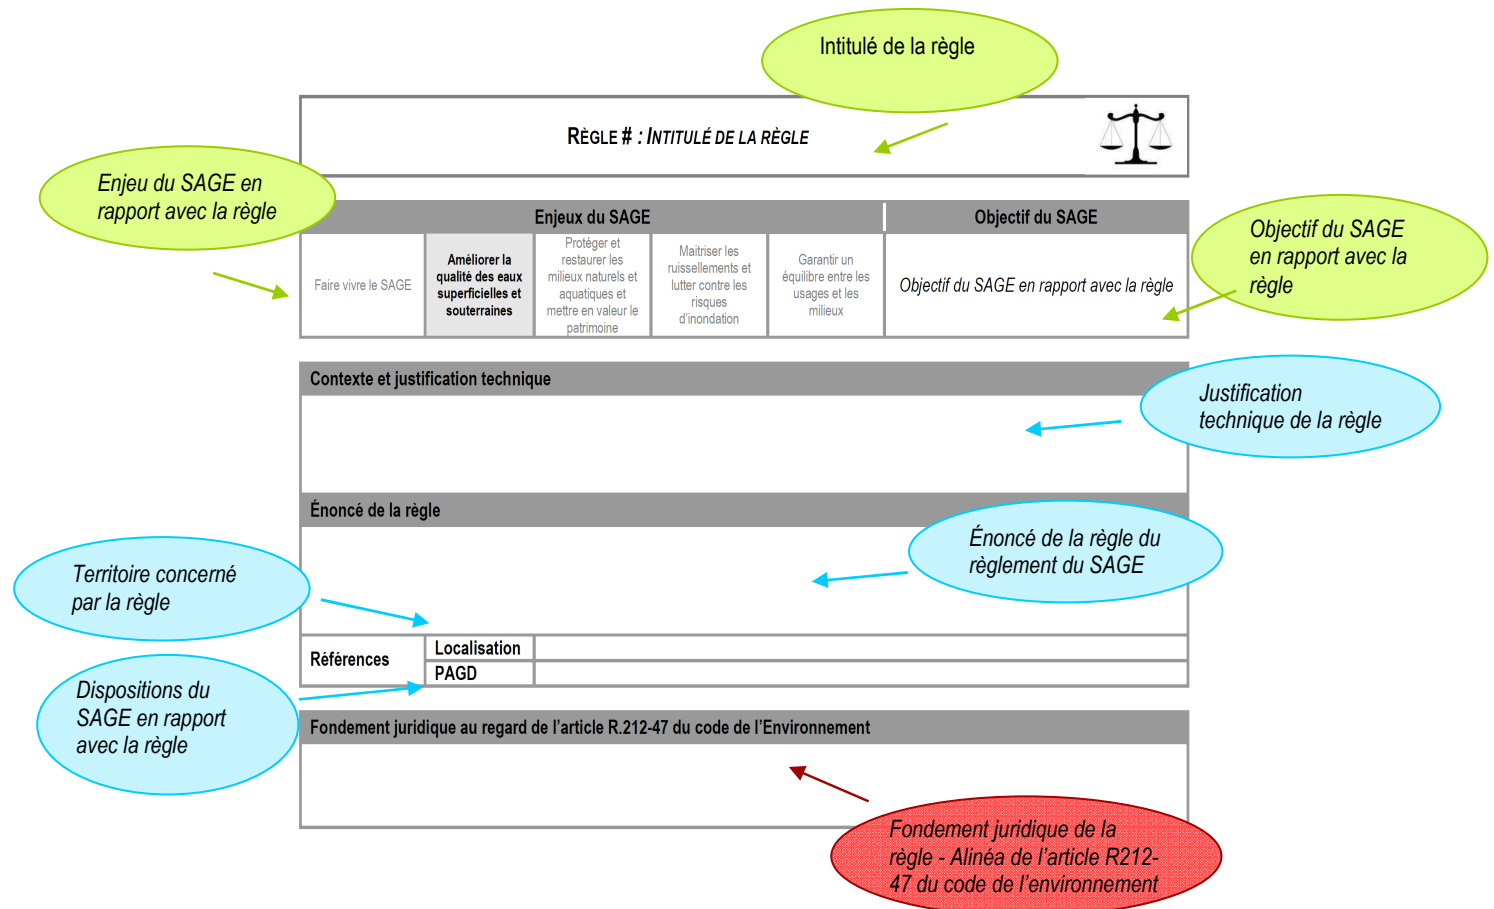 Intitulé de la règle
RÈGLE # : INTITULÉ DE LA RÈGLE
Enjeu du SAGE en
rapport avec la règle
Enjeux du SAGE
Objectif du SAGE
Objectif du SAGE
en rapport avec la
règle
Faire vivre le SAGE
Améliorer la
qualité des eaux
superficielles et
souterraines
Protéger et
restaurer les
milieux naturels et
aquatiques et
mettre en valeur le
patrimoine
Maitriser les
ruissellements et
lutter contre les
risques
d'inondation
Garantir un
équilibre entre les
usages et les
milieux
Objectif du SAGE en rapport avec la règle
Contexte et justification technique
Justification
technique de la règle
Énoncé de la règle
Énoncé de la règle du
règlement du SAGE
Territoire concerné
par la règle
Références
Localisation
PAGD
Dispositions du
SAGE en rapport
avec la règle
Fondement juridique au regard de l'article R.212-47 du code de l'Environnement
Fondement juridique de la
règle - Alinéa de l'article R212-
47 du code de l'environnement